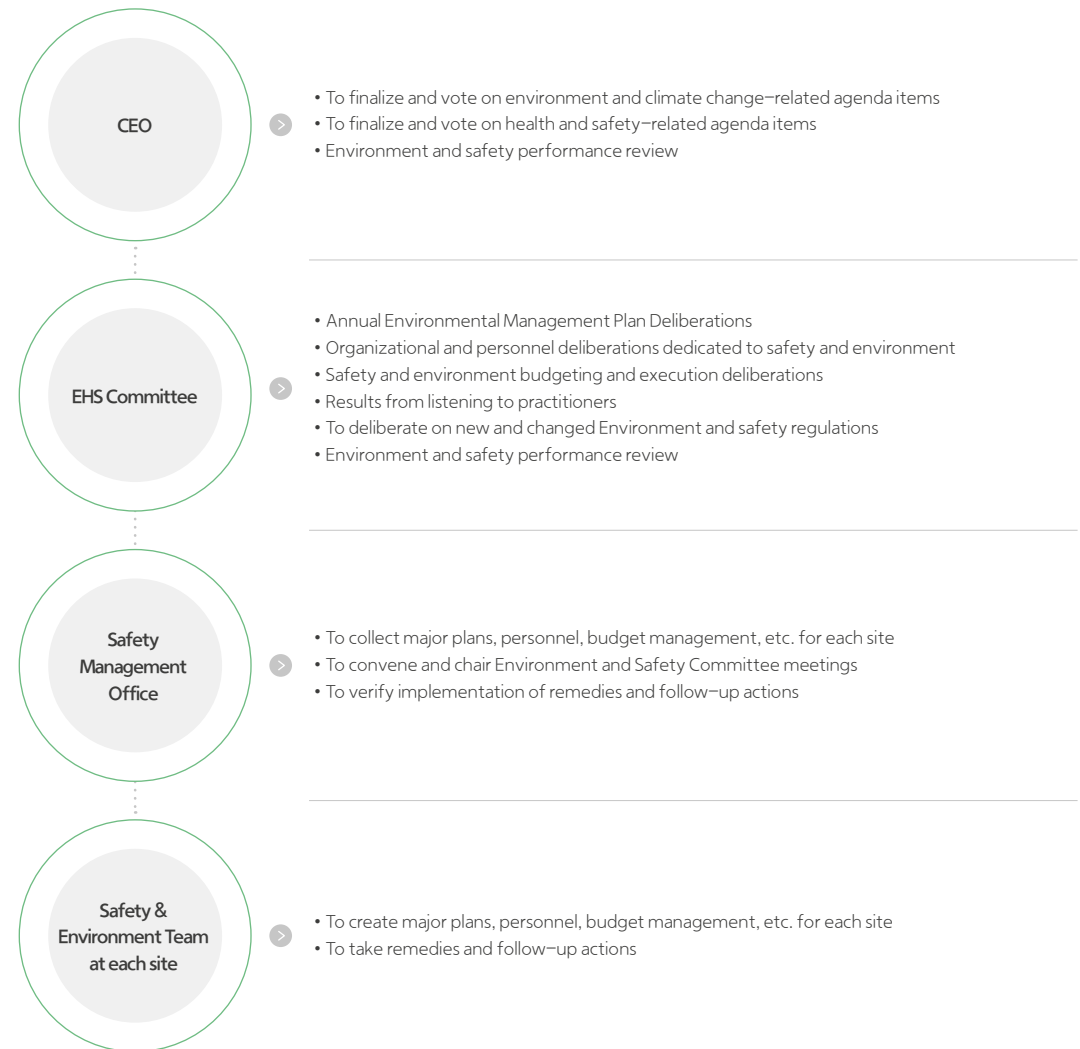 CEO
• To finalize and vote on environment and climate change-related agenda items
• To finalize and vote on health and safety-related agenda items
• Environment and safety performance review
EHS Committee
• Annual Environmental Management Plan Deliberations
• Organizational and personnel deliberations dedicated to safety and environment
• Safety and environment budgeting and execution deliberations
• Results from listening to practitioners
• To deliberate on new and changed Environment and safety regulations
• Environment and safety performance review
Safety
Management
Office
• To collect major plans, personnel, budget management, etc. for each site
• To convene and chair Environment and Safety Committee meetings
• To verify implementation of remedies and follow-up actions
Safety &
Environment Team
at each site
• To create major plans, personnel, budget management, etc. for each site
• To take remedies and follow-up actions